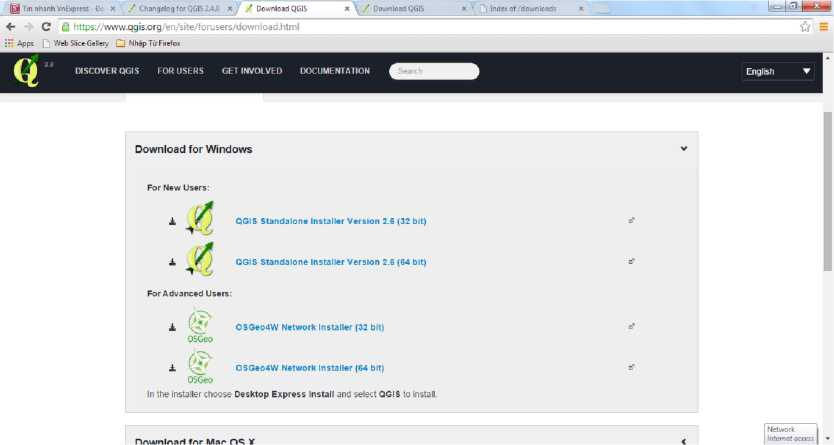 Tin nhanh VnExpress - Đọ
Changelog for QGIS 2.4.0
Download QGIS
Download QGIS
Index of /downloads
https://www.qgis.org/en/site/forusers/download.html
Apps
Web Slice Gallery
Nhập Từ Firefox
DISCOVER QGIS
FOR USERS
GET INVOLVED
DOCUMENTATION
Search
English
Download for Windows
For New Users:
QGIS Standalone Installer Version 2.6 (32 bit)
QGIS Standalone Installer Version 2.6 (64 bit)
For Advanced Users:
OSGeo
OSGeo4W Network Installer (32 bit)
OSGeo
OSGeo4W Network Installer (64 bit)
In the installer choose Desktop Express Install and select QGIS to install.
Download for Mac OS X
Network
Internet access